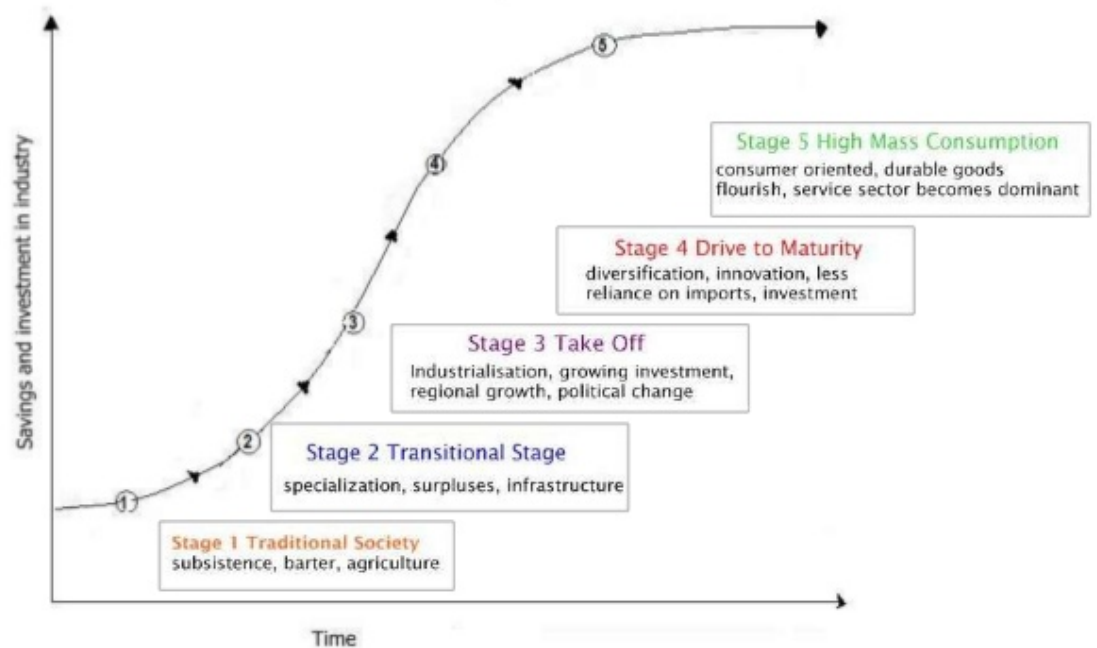 Savings and investment in industry
5
4
3
2
1
Stage 5 High Mass Consumption
consumer oriented, durable goods
flourish, service sector becomes dominant
Stage 4 Drive to Maturity
diversification, innovation, less
reliance on imports, investment
Stage 3 Take Off
Industrialisation, growing investment,
regional growth, political change
Stage 2 Transitional Stage
specialization, surpluses, infrastructure
Stage 1 Traditional Society
subsistence, barter, agriculture
Time